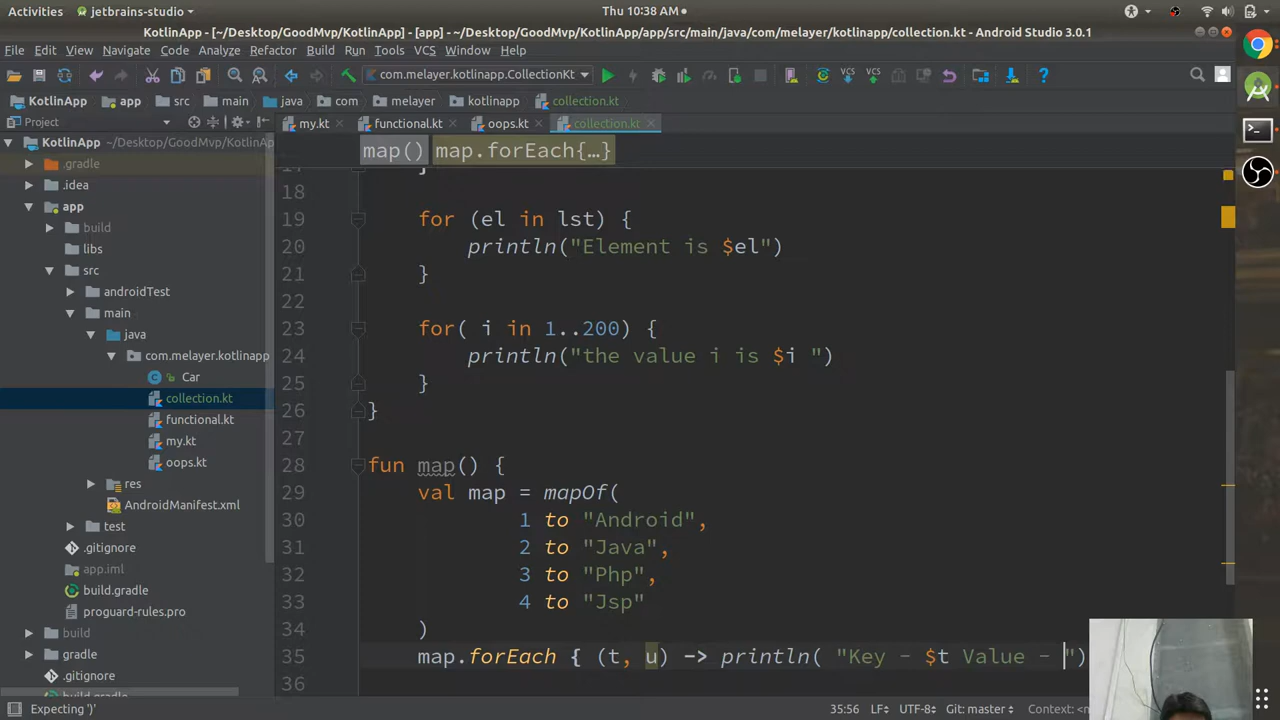 Activities jetbrains-studio Thu 10:38 AM
KotlinApp - [~/Desktop/GoodMvp/KotlinApp] - [app] - ~/Desktop/GoodMvp/KotlinApp/app/src/main/java/com/melayer/kotlinapp/collection.kt - Android Studio 3.0.1
File Edit View Navigate Code Analyze Refactor Build Run Tools VCS Window Help
com.melayer.kotlinapp.CollectionKt VCS VCS ?
KotlinApp app src main java com melayer kotlinapp collection.kt
Project my.kt functional.kt oops.kt collection.kt
map() map.forEach{…}
KotlinApp ~/Desktop/GoodMvp/KotlinAp
.gradle
.idea
app
build
libs
src
androidTest
main
java
com.melayer.kotlinapp
Car
collection.kt
functional.kt
my.kt
oops.kt
res
AndroidManifest.xml
test
.gitignore
app.iml
build.gradle
proguard-rules.pro
build
gradle
.gitignore
build.gradle
17 }
18
19 for (el in lst) {
20 println("Element is $el")
21 }
22
23 for( i in 1..200) {
24 println("the value i is $i ")
25 }
26 }
27
28 fun map() {
29 val map = mapOf(
30 1 to "Android",
31 2 to "Java",
32 3 to "Php",
33 4 to "Jsp"
34 )
35 map.forEach { (t, u) -> println( "Key - $t Value - ")
36
Expecting ')' 35:56 LF UTF-8 Git: master Context: